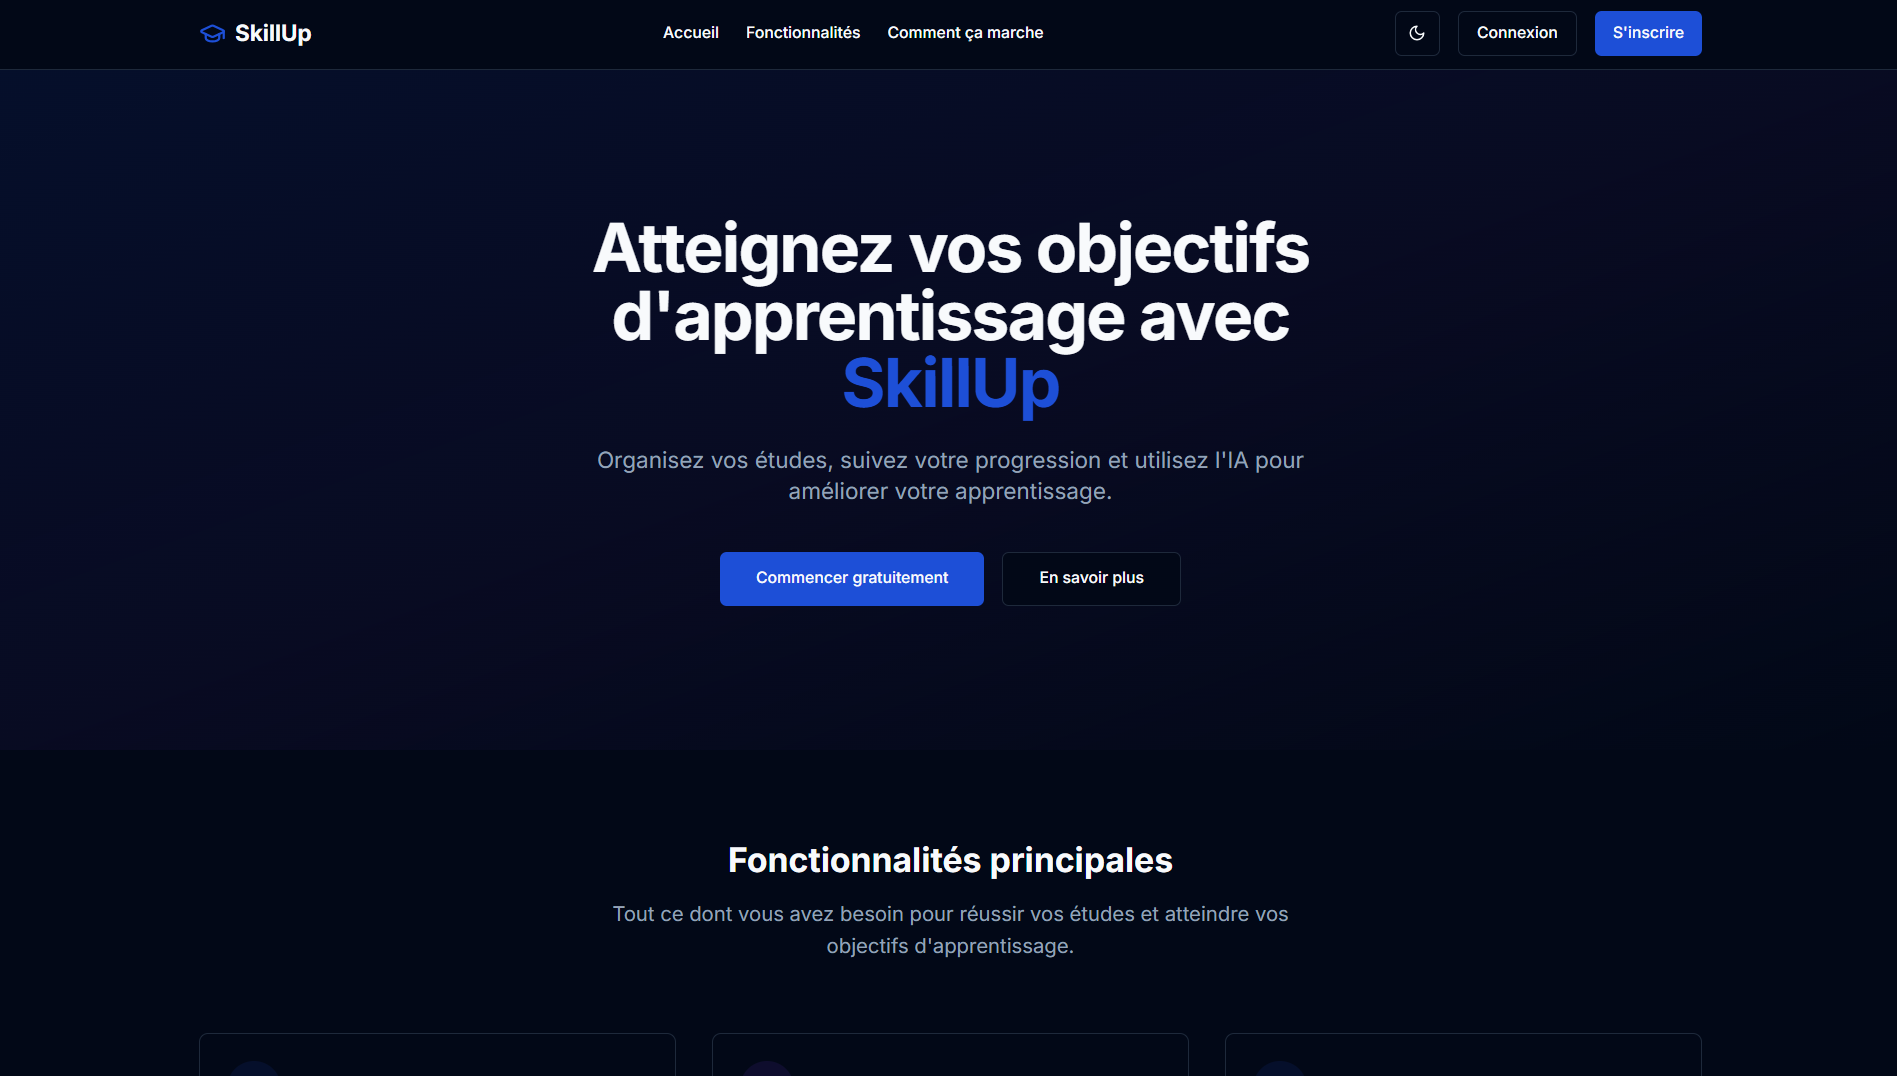 SkillUp
Accueil
Fonctionnalités
Comment ça marche
Connexion
S'inscrire
Atteignez vos objectifs
d'apprentissage avec
SkillUp
Organisez vos études, suivez votre progression et utilisez l'IA pour
améliorer votre apprentissage.
Commencer gratuitement
En savoir plus
Fonctionnalités principales
Tout ce dont vous avez besoin pour réussir vos études et atteindre vos
objectifs d'apprentissage.